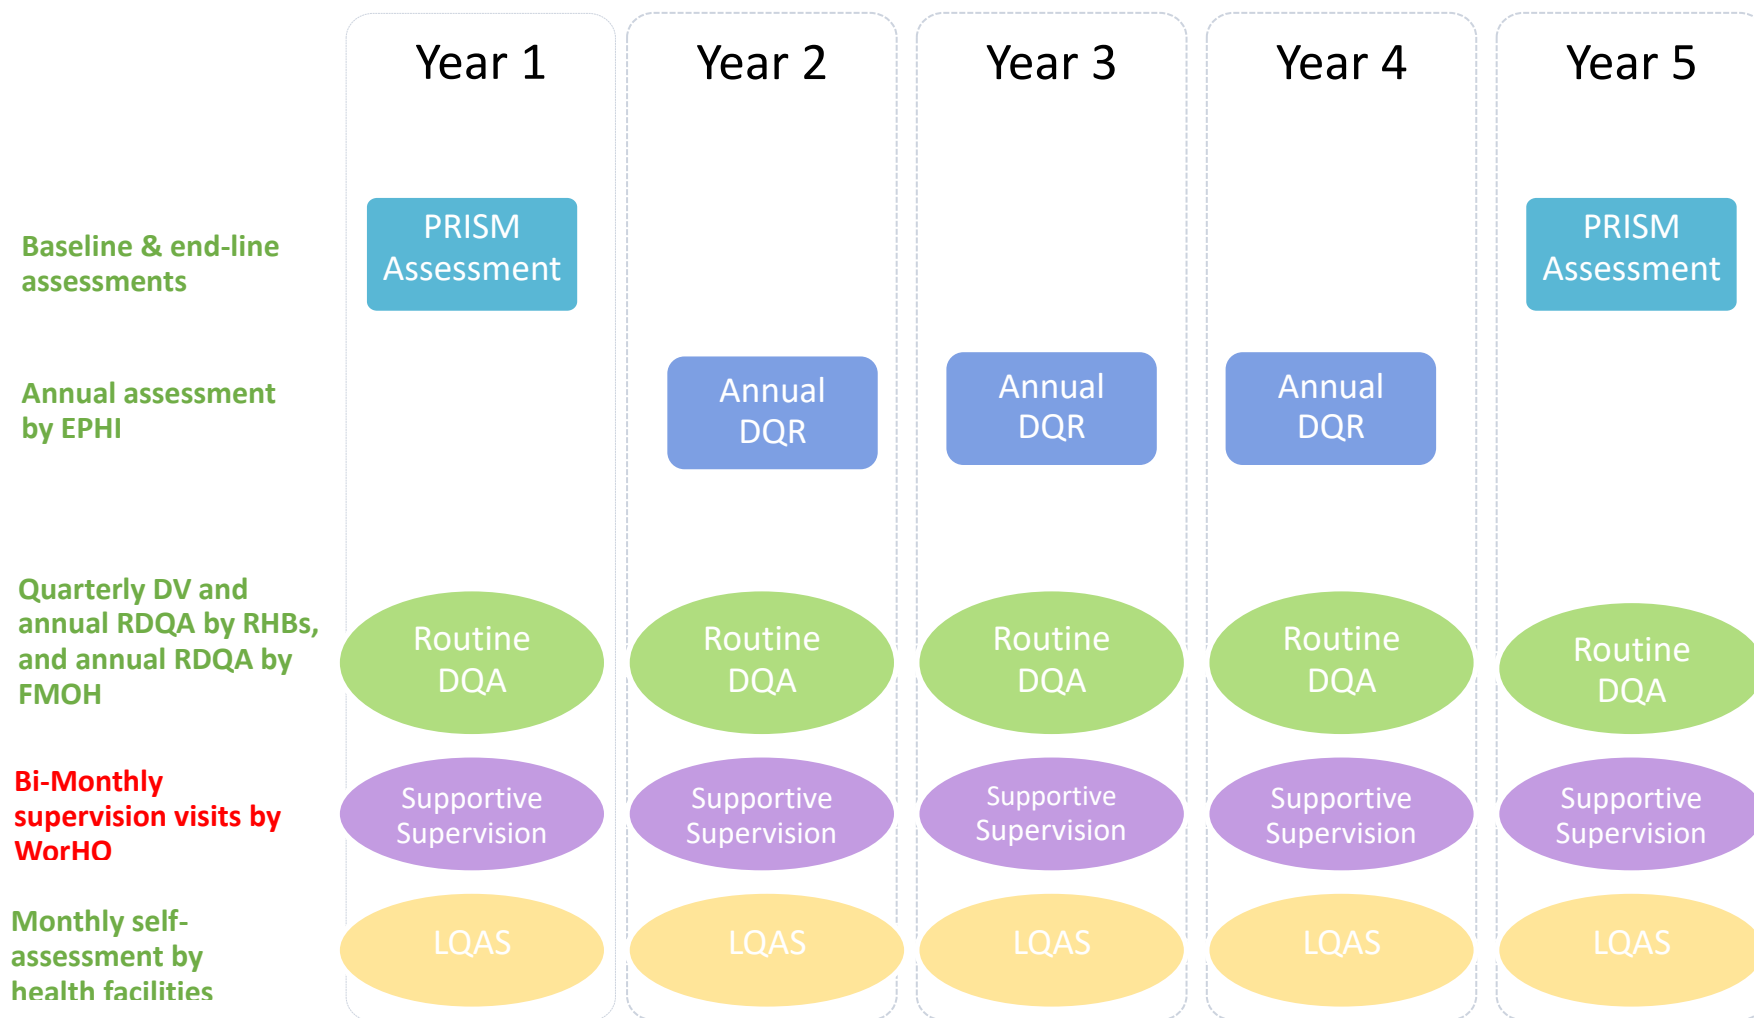 Year 1
Year 2
Year 3
Year 4
Year 5
Baseline & end-line
assessments
PRISM
Assessment
PRISM
Assessment
Annual assessment
by EPHI
Annual
DQR
Annual
DQR
Annual
DQR
Quarterly DV and
annual RDQA by RHBs,
and annual RDQA by
FMOH
Routine
DQA
Routine
DQA
Routine
DQA
Routine
DQA
Routine
DQA
Bi-Monthly
supervision visits by
WorHO
Supportive
Supervision
Supportive
Supervision
Supportive
Supervision
Supportive
Supervision
Supportive
Supervision
Monthly self-
assessment by
health facilities
LQAS
LQAS
LQAS
LQAS
LQAS